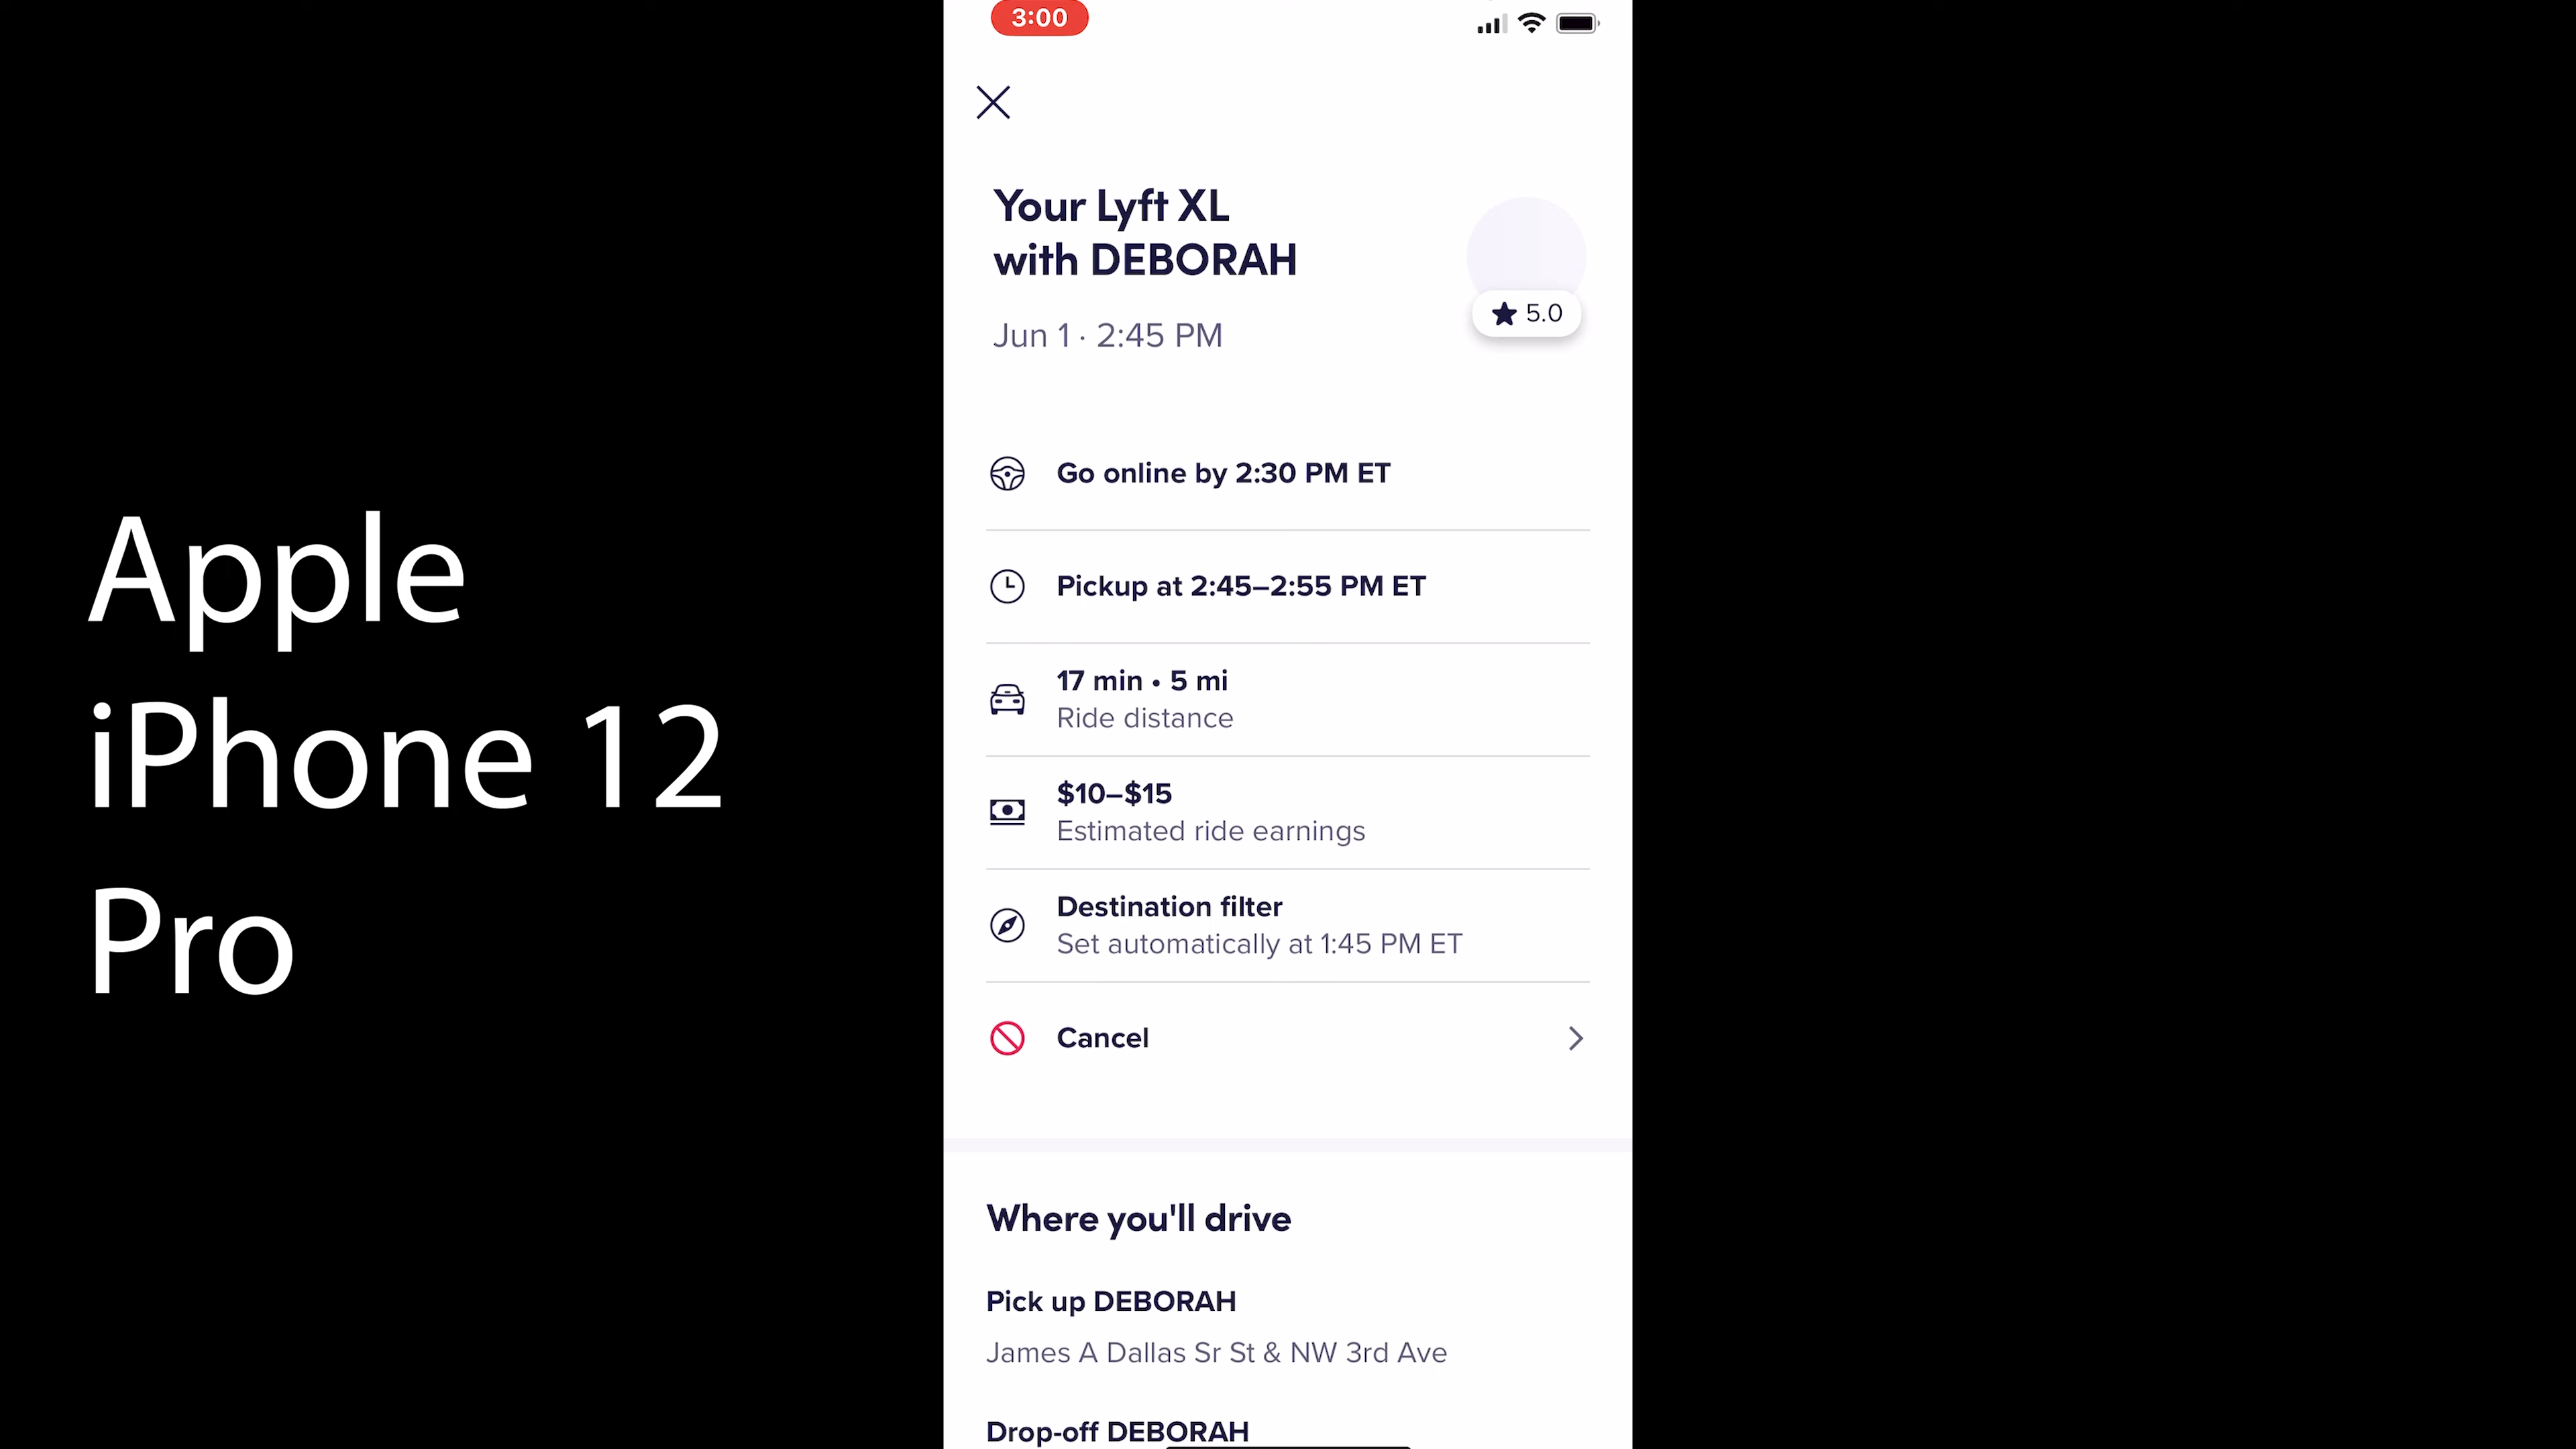 3:00
Your Lyft XL
with DEBORAH
5.0
Jun 1 · 2:45 PM
Go online by 2:30 PM ET
Pickup at 2:45–2:55 PM ET
17 min • 5 mi
Ride distance
$10–$15
Estimated ride earnings
Destination filter
Set automatically at 1:45 PM ET
Cancel
Where you'll drive
Pick up DEBORAH
James A Dallas Sr St & NW 3rd Ave
Drop-off DEBORAH
Apple
iPhone 12
Pro